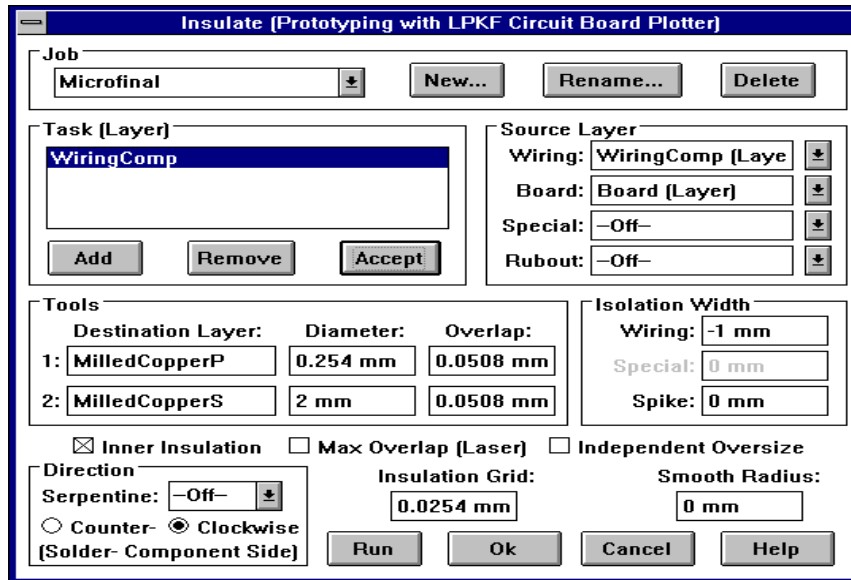 Insulate (Prototyping with LPKF Circuit Board Plotter)
Job
Microfinal
New...
Rename...
Delete
Task (Layer)
WiringComp
Add
Remove
Accept
Source Layer
Wiring: WiringComp (Laye
Board: Board (Layer)
Special: –Off–
Rubout: –Off–
Tools
Destination Layer: Diameter: Overlap:
1: MilledCopperP 0.254 mm 0.0508 mm
2: MilledCopperS 2 mm 0.0508 mm
Isolation Width
Wiring: -1 mm
Special: 0 mm
Spike: 0 mm
Inner Insulation
Max Overlap (Laser)
Independent Oversize
Direction
Serpentine: –Off–
Counter- Clockwise
(Solder- Component Side)
Insulation Grid:
0.0254 mm
Smooth Radius:
0 mm
Run
Ok
Cancel
Help